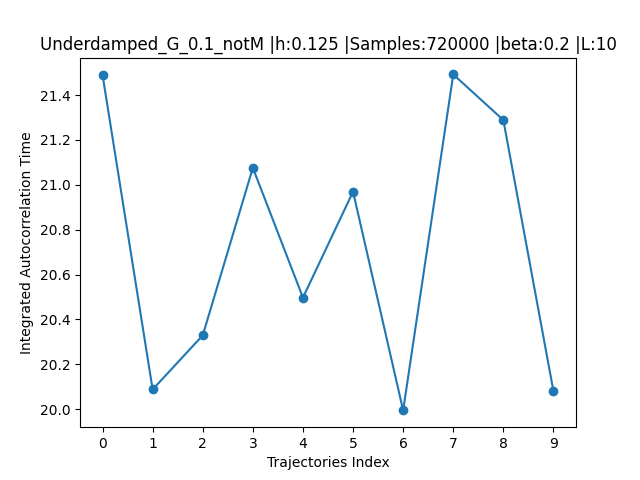 Underdamped_G_0.1_notM |h:0.125 |Samples:720000 |beta:0.2 |L:10
Integrated Autocorrelation Time
21.4
21.2
21.0
20.8
20.6
20.4
20.2
20.0
0 1 2 3 4 5 6 7 8 9
Trajectories Index